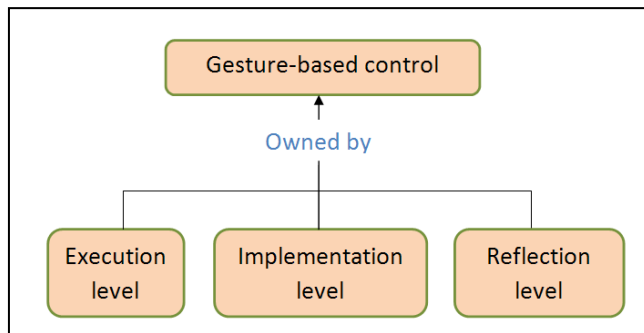 Gesture-based control
Owned by
Execution level
Implementation level
Reflection level